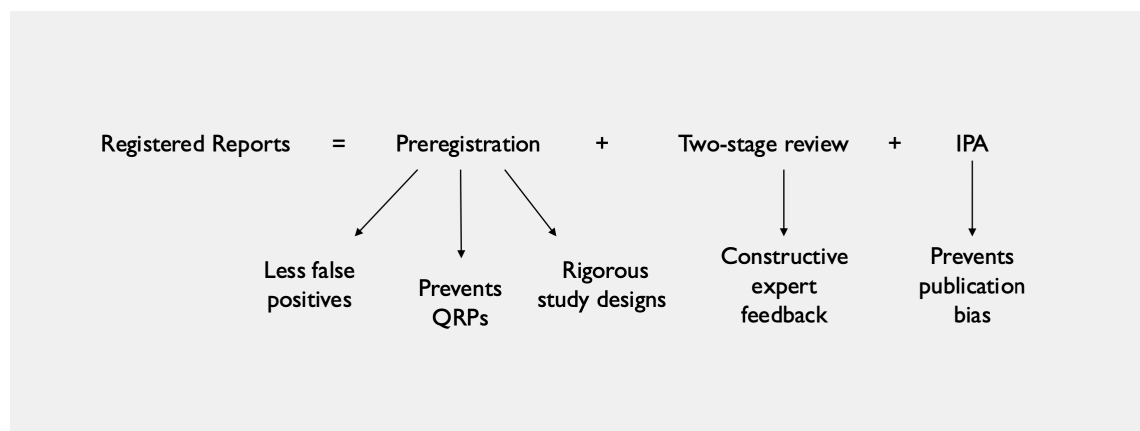 Registered Reports = Preregistration + Two-stage review + IPA
Less false
positives
Prevents
QRPs
Rigorous
study designs
Constructive
expert
feedback
Prevents
publication
bias